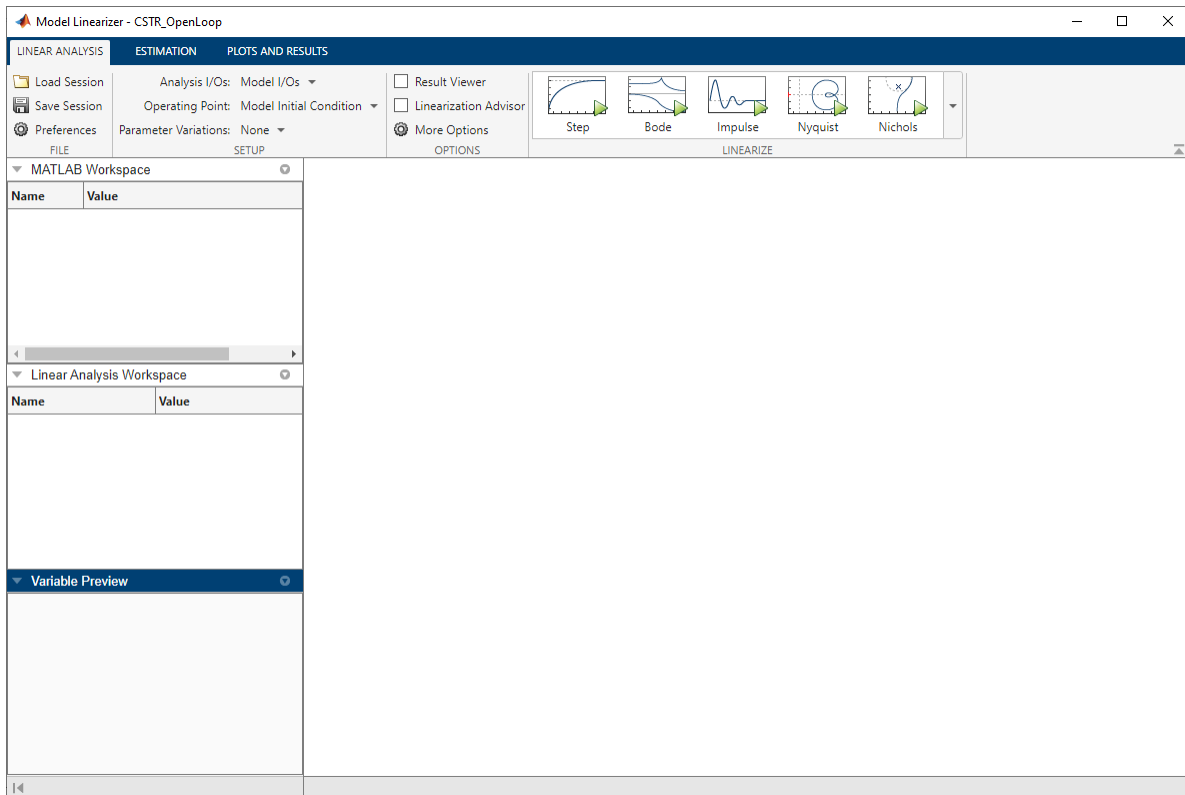 Model Linearizer - CSTR_OpenLoop
LINEAR ANALYSIS ESTIMATION PLOTS AND RESULTS
Load Session
Save Session
Preferences
FILE
Analysis I/Os: Model I/Os
Operating Point: Model Initial Condition
Parameter Variations: None
SETUP
Result Viewer
Linearization Advisor
More Options
OPTIONS
Step Bode Impulse Nyquist Nichols
LINEARIZE
MATLAB Workspace
Name Value
Linear Analysis Workspace
Name Value
Variable Preview